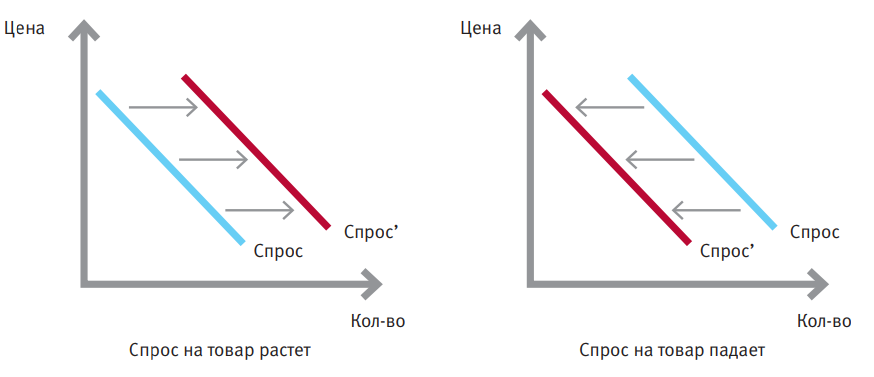 Цена
Спрос’
Спрос
Кол-во
Спрос на товар растет
Цена
Спрос
Спрос’
Кол-во
Спрос на товар падает